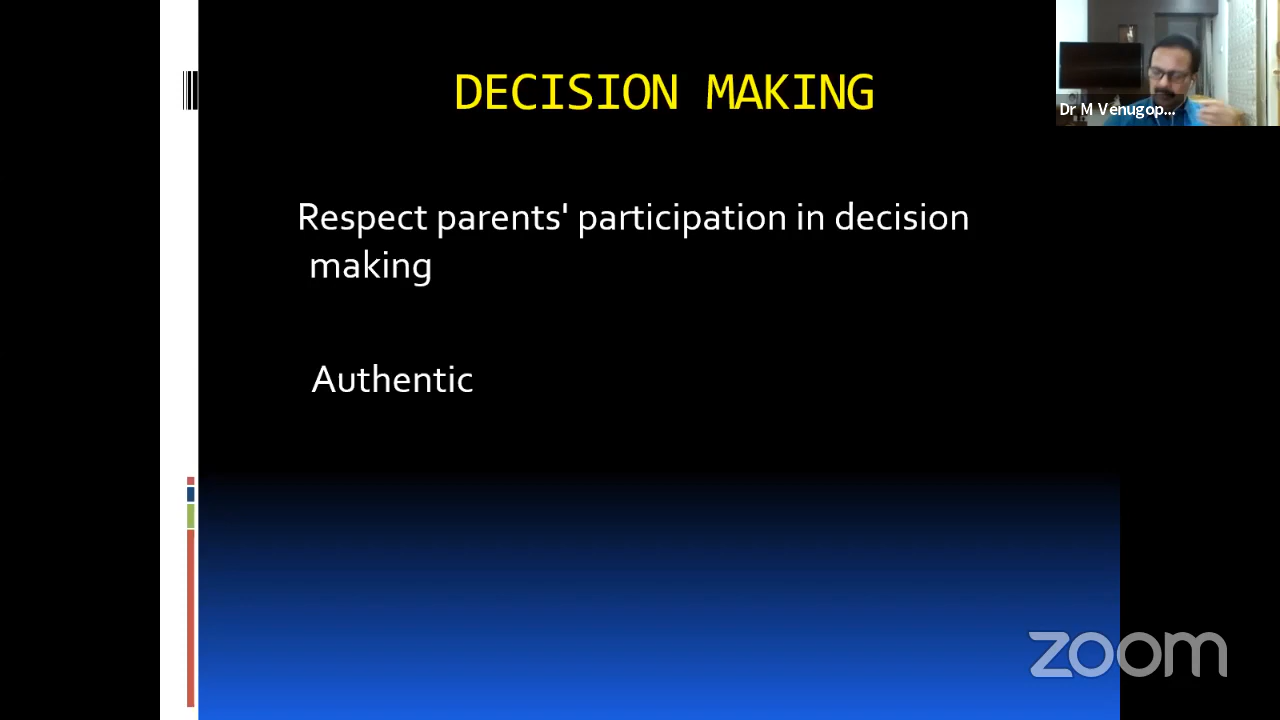 DECISION MAKING
Dr M Venugop...
Respect parents' participation in decision
making
Authentic
zoom